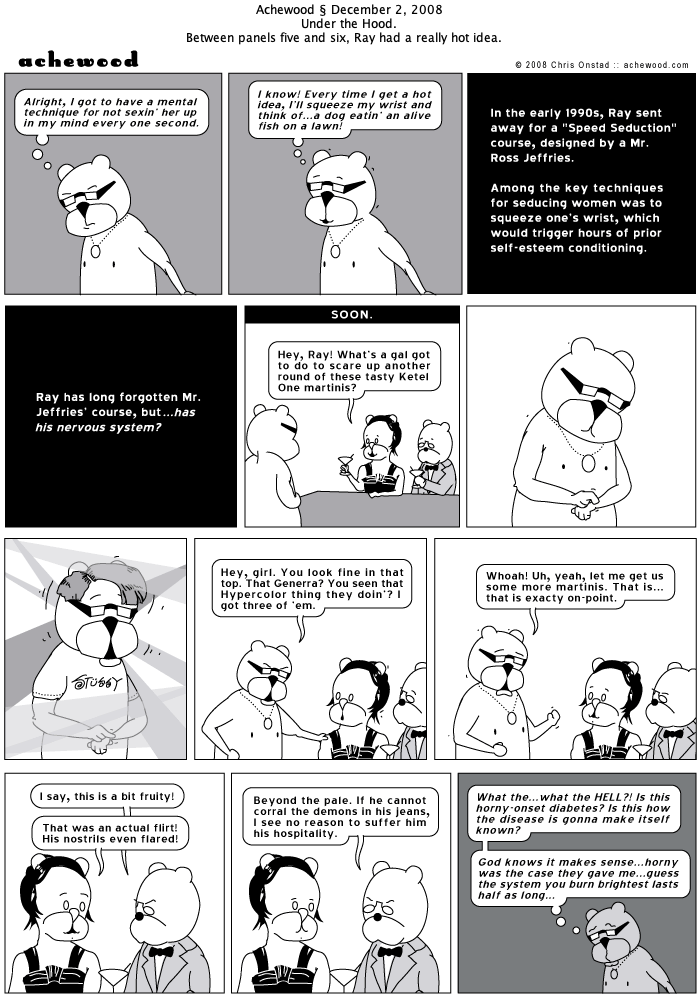 Achewood § December 2, 2008
Under the Hood.
Between panels five and six, Ray had a really hot idea.
achewood
© 2008 Chris Onstad :: achewood.com
Alright, I got to have a mental
technique for not sexin' her up
in my mind every one second.
I know! Every time I get a hot
idea, I'll squeeze my wrist and
think of...a dog eatin' an alive
fish on a lawn!
In the early 1990s, Ray sent
away for a "Speed Seduction"
course, designed by a Mr.
Ross Jeffries.
Among the key techniques
for seducing women was to
squeeze one's wrist, which
would trigger hours of prior
self-esteem conditioning.
Ray has long forgotten Mr.
Jeffries' course, but...has
his nervous system?
SOON.
Hey, Ray! What's a gal got
to do to scare up another
round of these tasty Ketel
One martinis?
STÜSSY
Hey, girl. You look fine in that
top. That Generra? You seen that
Hypercolor thing they doin'? I
got three of 'em.
Whoah! Uh, yeah, let me get us
some more martinis. That is...
that is exacty on-point.
I say, this is a bit fruity!
That was an actual flirt!
His nostrils even flared!
Beyond the pale. If he cannot
corral the demons in his jeans,
I see no reason to suffer him
his hospitality.
What the...what the HELL?! Is this
horny-onset diabetes? Is this how
the disease is gonna make itself
known?
God knows it makes sense...horny
was the case they gave me...guess
the system you burn brightest lasts
half as long...